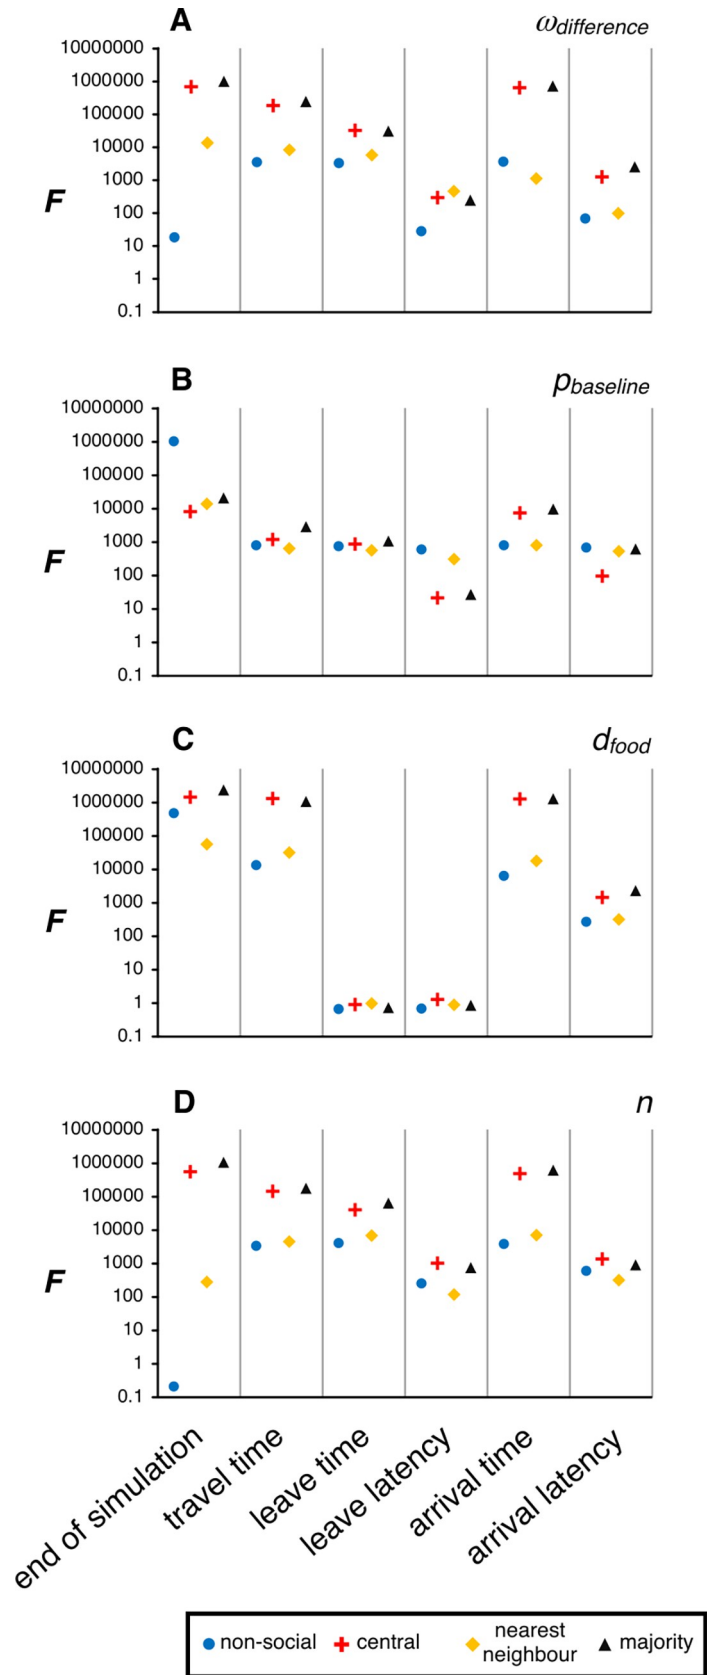 A
ωdifference
10000000
1000000
100000
10000
1000
100
10
1
0.1
F
B
pbaseline
10000000
1000000
100000
10000
1000
100
10
1
0.1
F
C
dfood
10000000
1000000
100000
10000
1000
100
10
1
0.1
F
D
n
10000000
1000000
100000
10000
1000
100
10
1
0.1
F
end of simulation
travel time
leave time
leave latency
arrival time
arrival latency
non-social
central
nearest
neighbour
majority